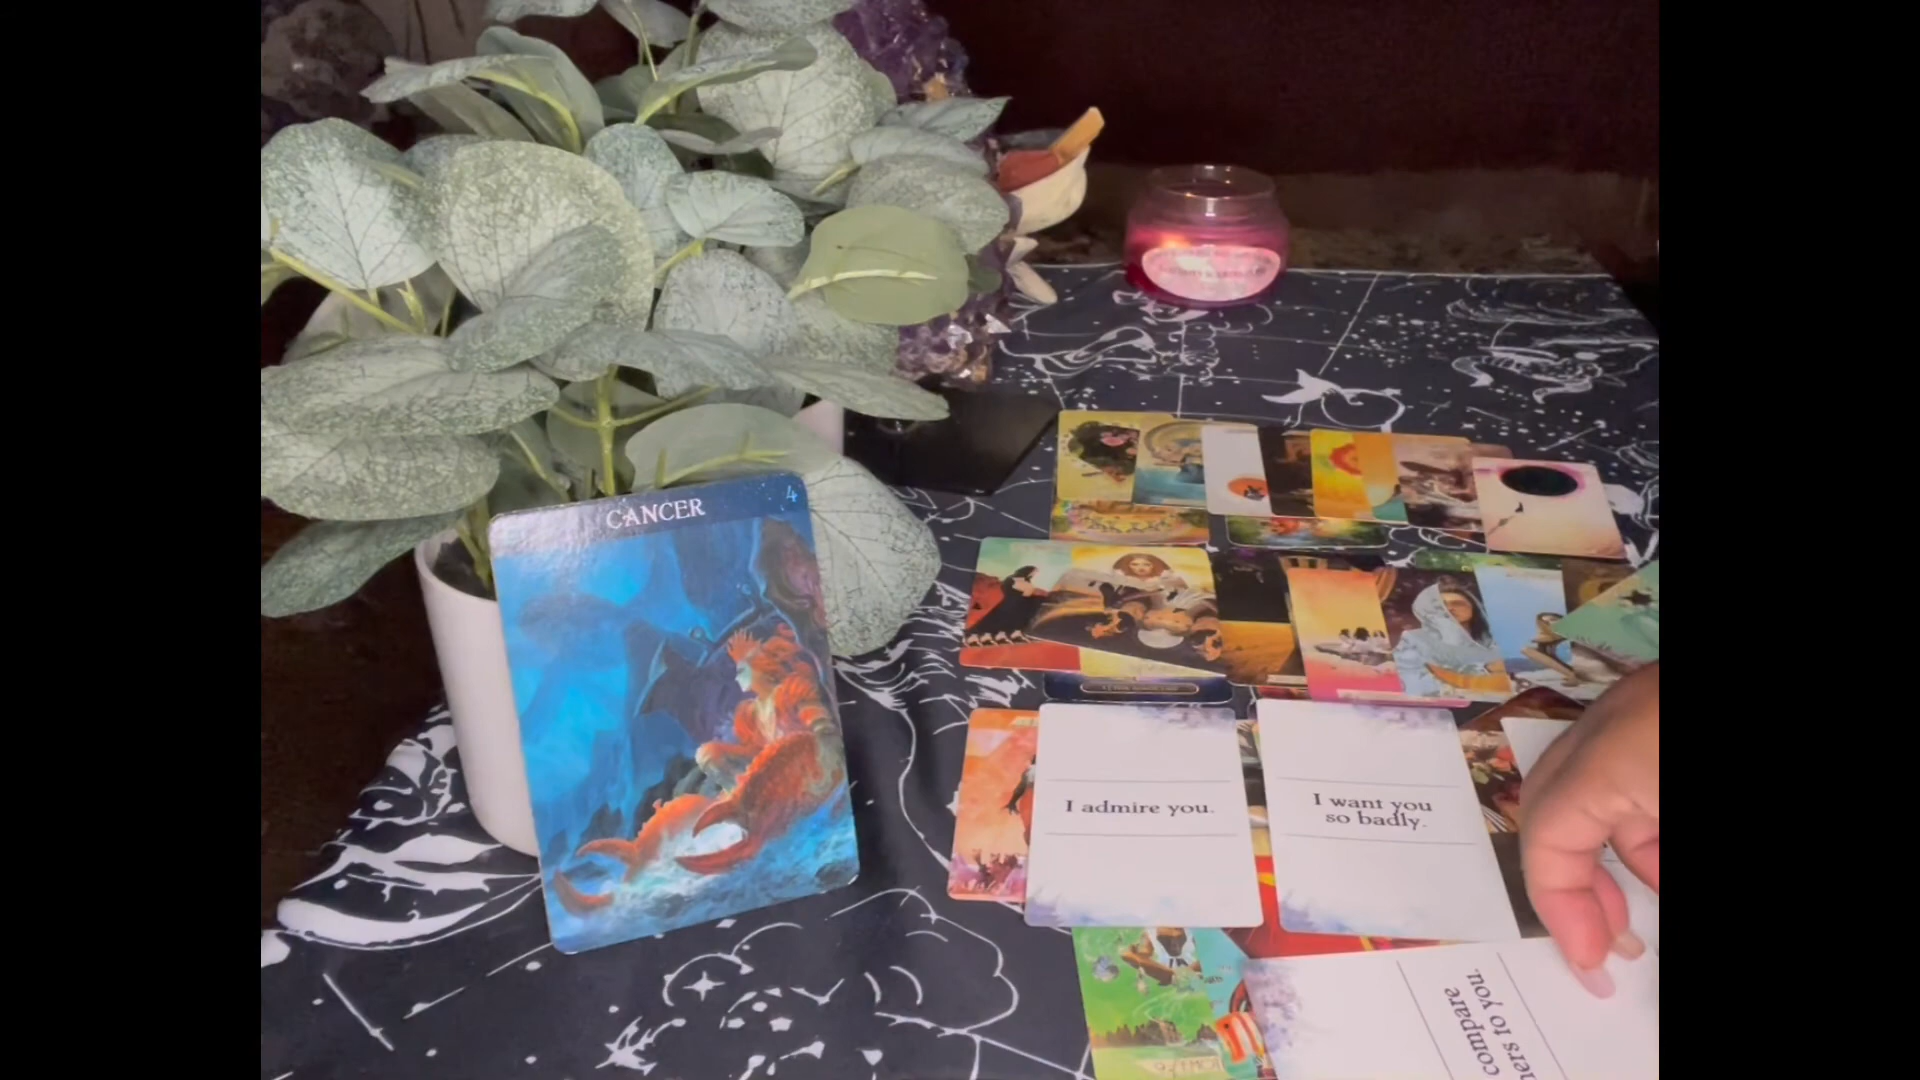 CANCER
4
I admire you.
I want you
so badly.
compare
to you.